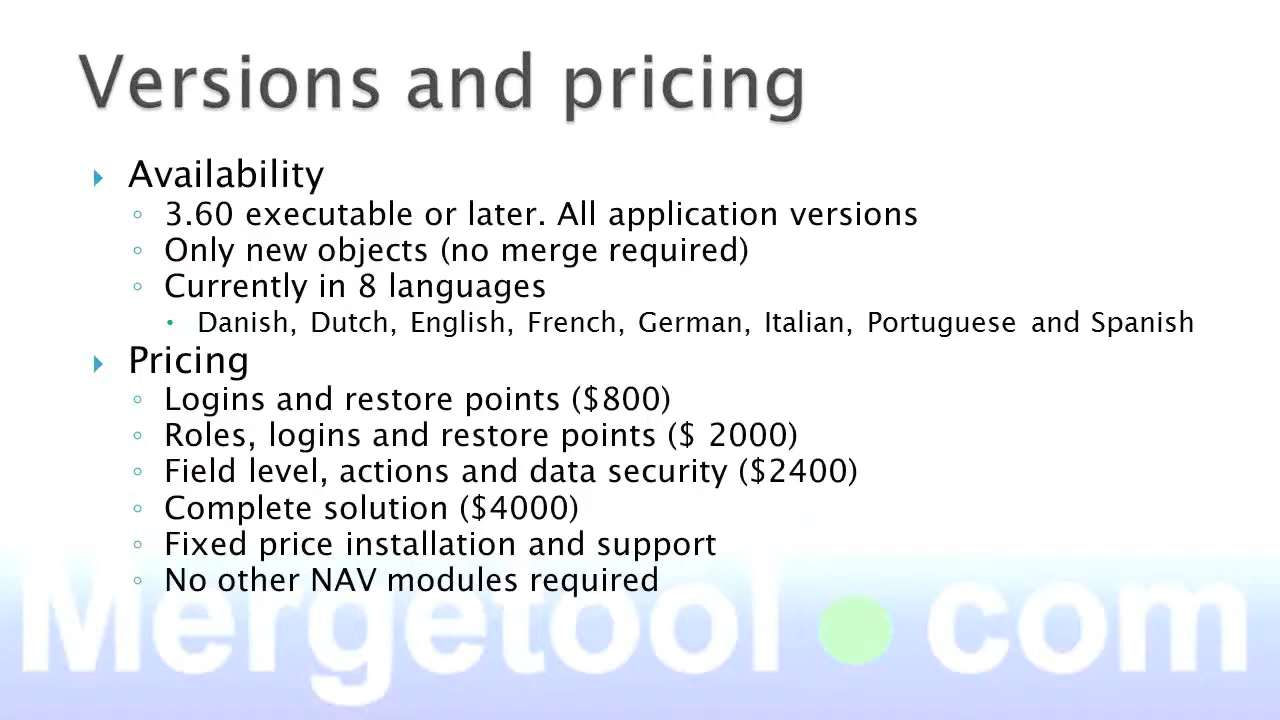 Versions and pricing
Availability
3.60 executable or later. All application versions
Only new objects (no merge required)
Currently in 8 languages
Danish, Dutch, English, French, German, Italian, Portuguese and Spanish
Pricing
Logins and restore points ($800)
Roles, logins and restore points ($ 2000)
Field level, actions and data security ($2400)
Complete solution ($4000)
Fixed price installation and support
No other NAV modules required
Mergetool.com